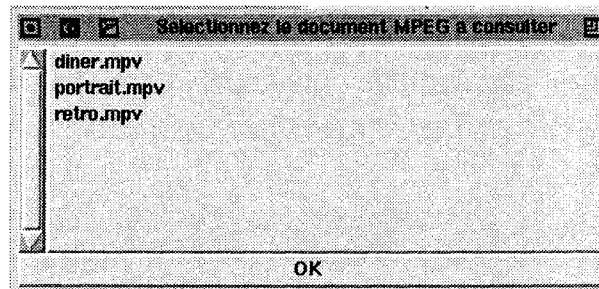 Selectionnez le document MPEG a consulter
diner.mpv
portrait.mpv
retro.mpv
OK